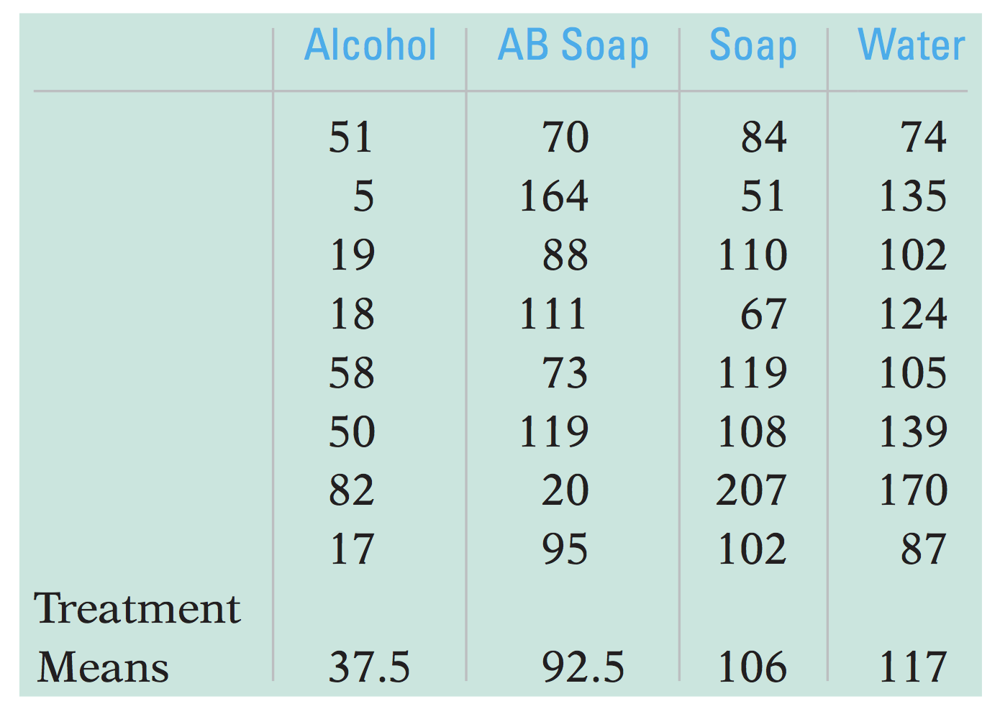 Alcohol AB Soap Soap Water
51 70 84 74
5 164 51 135
19 88 110 102
18 111 67 124
58 73 119 105
50 119 108 139
82 20 207 170
17 95 102 87
Treatment
Means 37.5 92.5 106 117